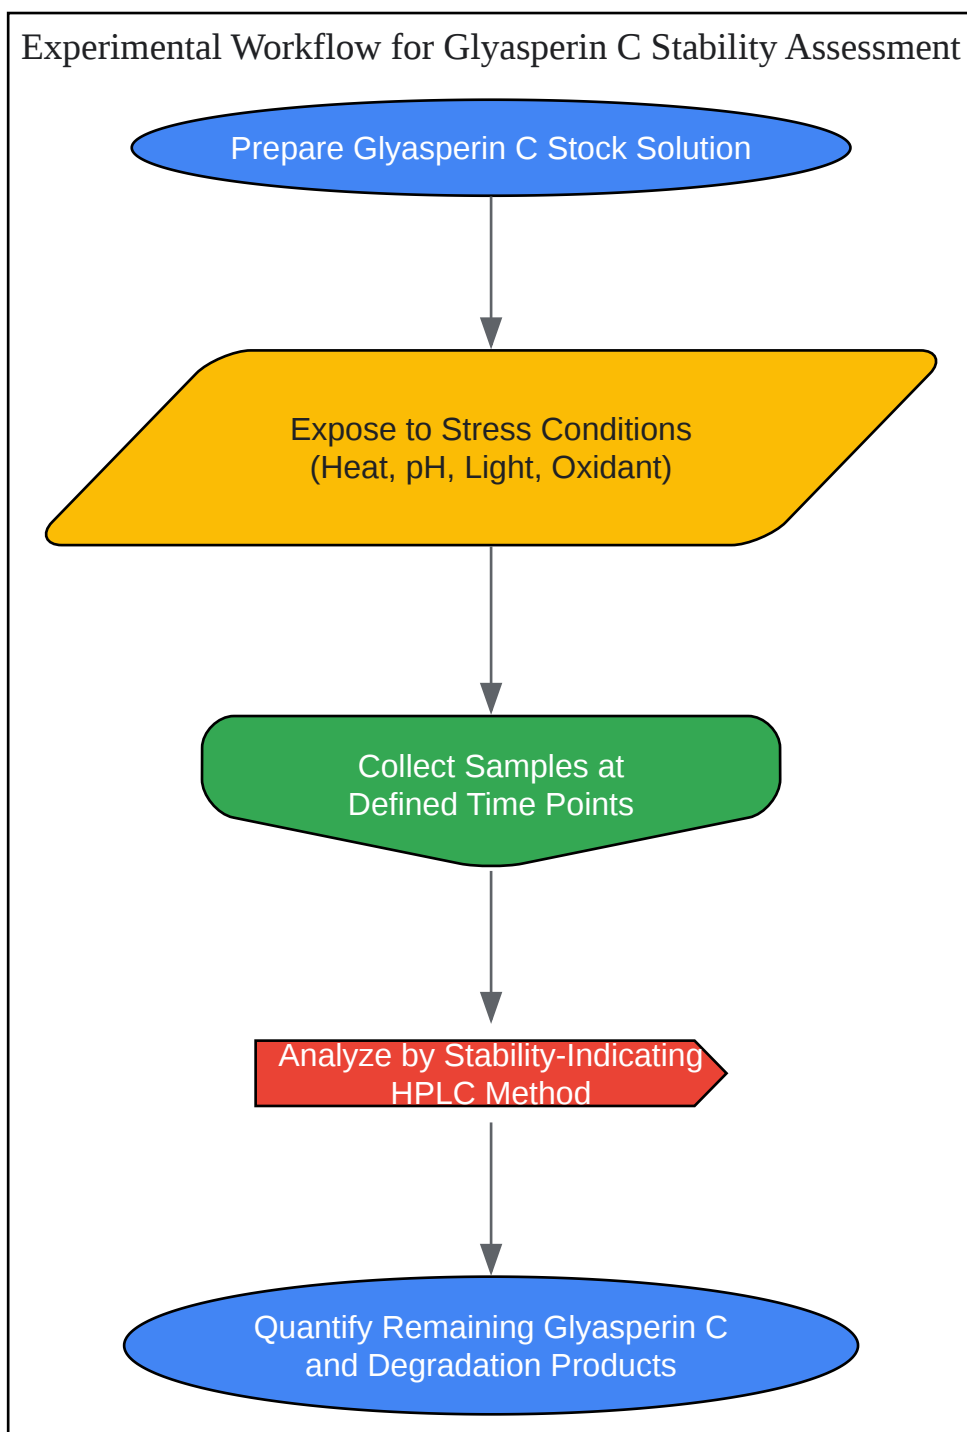 Experimental Workflow for Glyasperin C Stability Assessment
Prepare Glyasperin C Stock Solution
Expose to Stress Conditions
(Heat, pH, Light, Oxidant)
Collect Samples at
Defined Time Points
Analyze by Stability-Indicating
HPLC Method
Quantify Remaining Glyasperin C
and Degradation Products